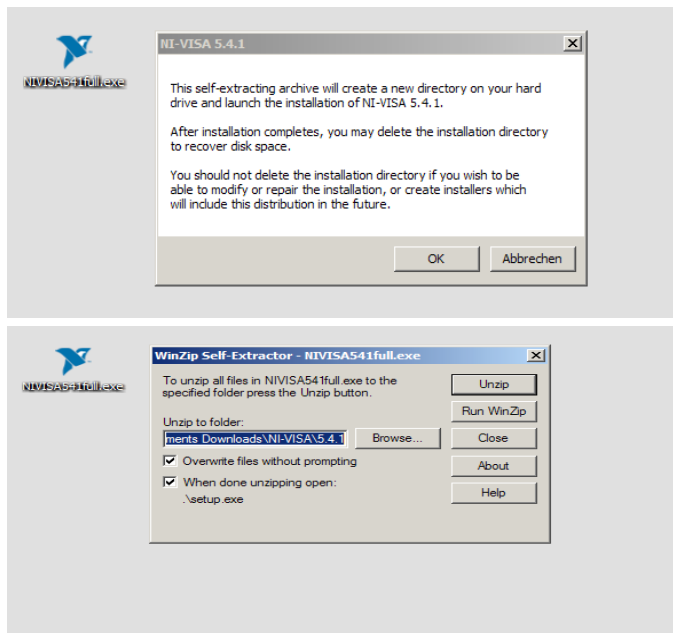 NI-VISA 5.4.1
NIVISA541full.exe
This self-extracting archive will create a new directory on your hard
drive and launch the installation of NI-VISA 5.4.1.
After installation completes, you may delete the installation directory
to recover disk space.
You should not delete the installation directory if you wish to be
able to modify or repair the installation, or create installers which
will include this distribution in the future.
OK
Abbrechen
WinZip Self-Extractor - NIVISA541full.exe
NIVISA541full.exe
To unzip all files in NIVISA541full.exe to the
specified folder press the Unzip button.
Unzip to folder:
ments Downloads\NI-VISA\5.4.1
Browse...
Overwrite files without prompting
When done unzipping open:
.\setup.exe
Unzip
Run WinZip
Close
About
Help